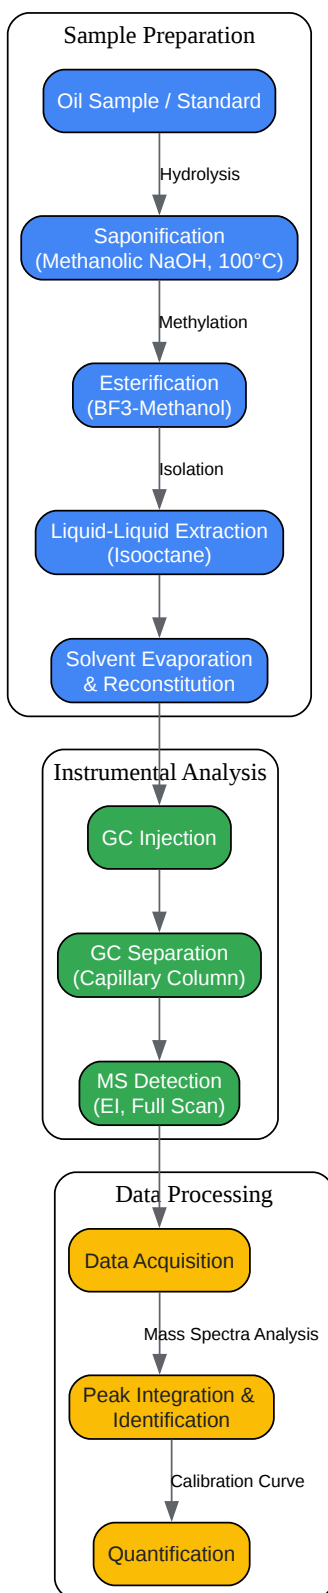 Sample Preparation
Oil Sample / Standard
Hydrolysis
Saponification
(Methanolic NaOH, 100°C)
Methylation
Esterification
(BF3-Methanol)
Isolation
Liquid-Liquid Extraction
(Isooctane)
Solvent Evaporation
& Reconstitution
Instrumental Analysis
GC Injection
GC Separation
(Capillary Column)
MS Detection
(EI, Full Scan)
Data Processing
Data Acquisition
Mass Spectra Analysis
Peak Integration &
Identification
Calibration Curve
Quantification